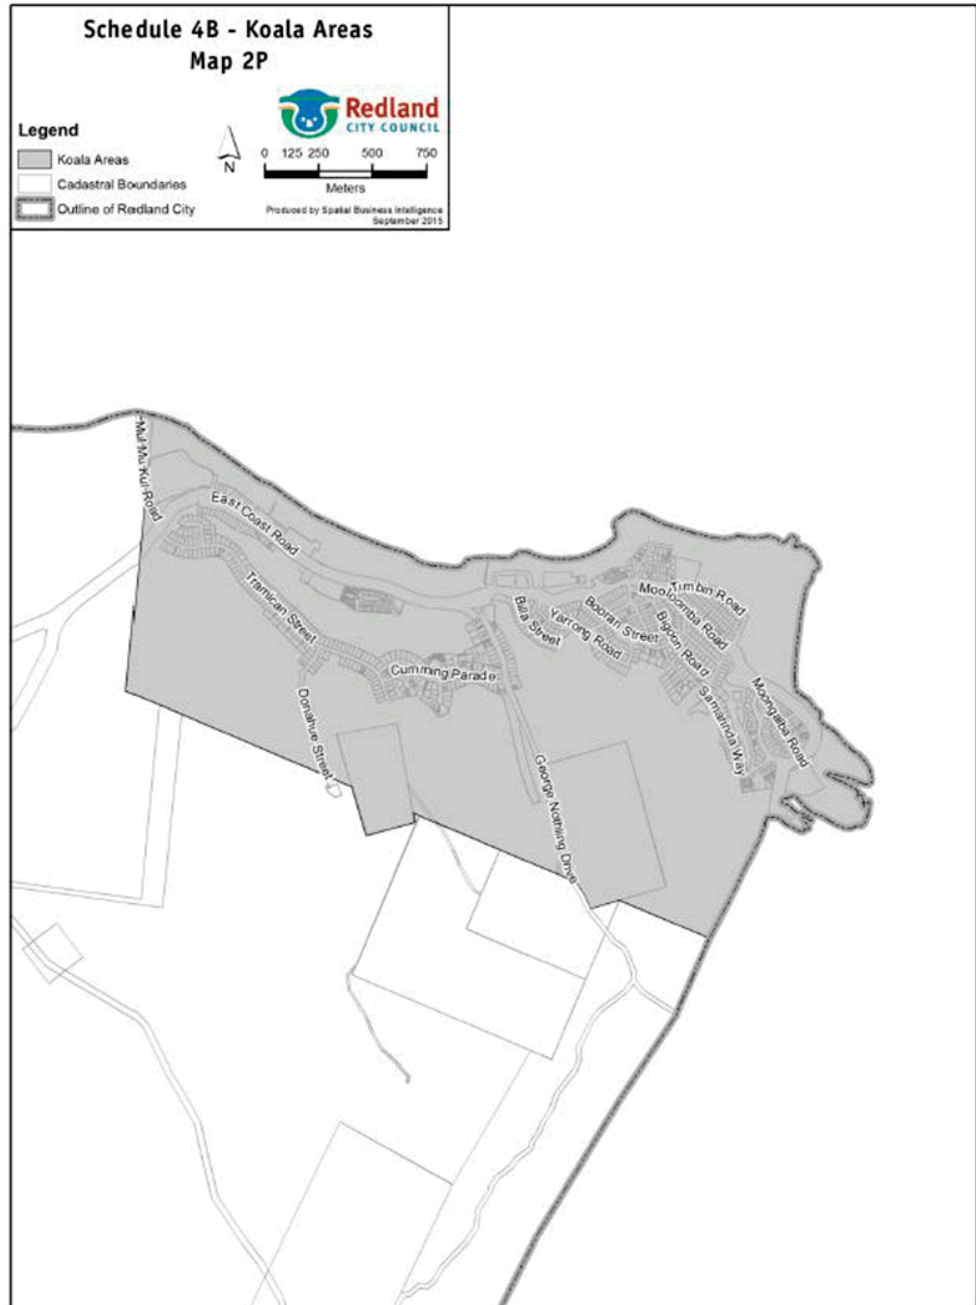 Schedule 4B - Koala Areas
Map 2P
Redland
CITY COUNCIL
Legend
Koala Areas
Cadastral Boundaries
Outline of Redland City
N
0 125 250 500 750
Meters
Produced by Spatial Business Intelligence
September 2015
Mul-Mu-Kul-Road
East Coast Road
Tramican Street
Cumming Parade
Donahue Street
Billa Street
Yarrong Road
Booran Street
Mooloomba Road
Timbin Road
Bigoon Road
Samarinda Way
Moongalba Road
George Nothling Drive